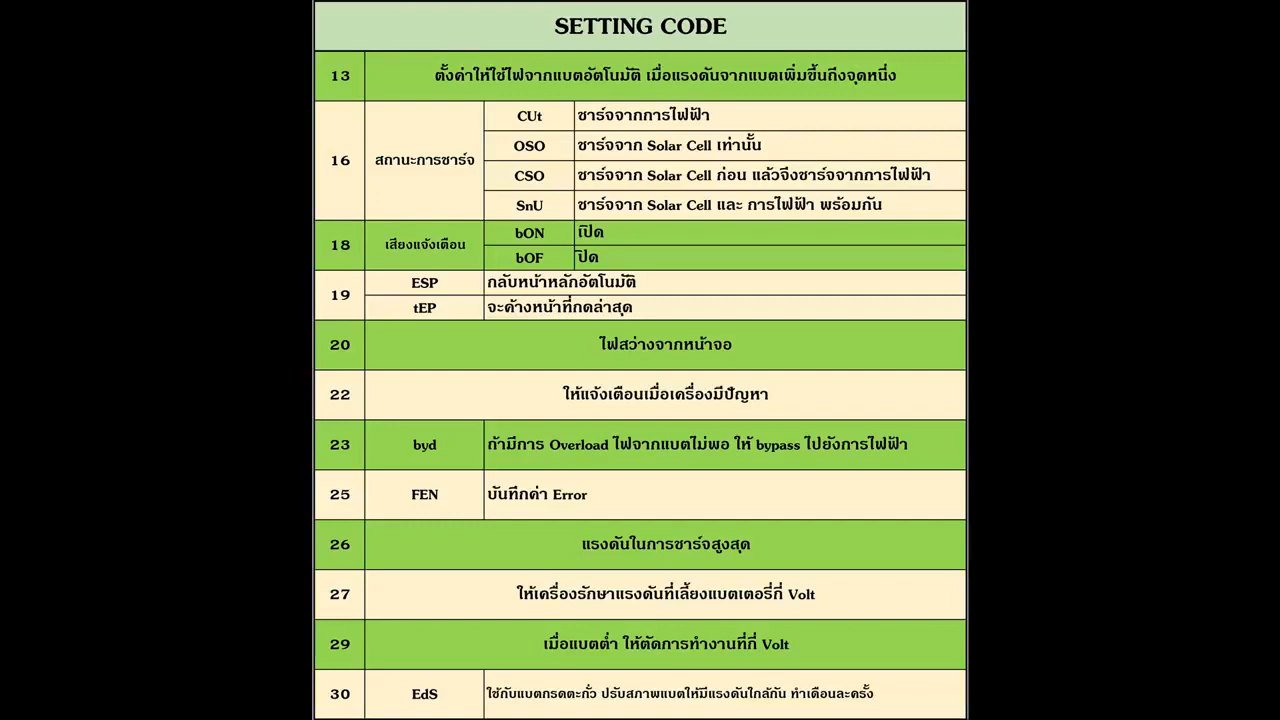 SETTING CODE
13 ตั้งค่าให้ใช้ไฟจากแบตอัตโนมัติ เมื่อแรงดันจากแบตเพิ่มขึ้นถึงจุดหนึ่ง
16 สถานะการชาร์จ
CUt ชาร์จจากการไฟฟ้า
OSO ชาร์จจาก Solar Cell เท่านั้น
CSO ชาร์จจาก Solar Cell ก่อน แล้วจึงชาร์จจากการไฟฟ้า
SnU ชาร์จจาก Solar Cell และ การไฟฟ้า พร้อมกัน
18 เสียงแจ้งเตือน
bON เปิด
bOF ปิด
19
ESP กลับหน้าหลักอัตโนมัติ
tEP จะค้างหน้าที่กดล่าสุด
20 ไฟสว่างจากหน้าจอ
22 ให้แจ้งเตือนเมื่อเครื่องมีปัญหา
23 byd ถ้ามีการ Overload ไฟจากแบตไม่พอ ให้ bypass ไปยังการไฟฟ้า
25 FEN บันทึกค่า Error
26 แรงดันในการชาร์จสูงสุด
27 ให้เครื่องรักษาแรงดันที่เลี้ยงแบตเตอรี่กี่ Volt
29 เมื่อแบตต่ำ ให้ตัดการทำงานที่กี่ Volt
30 EdS ใช้กับแบตกรดตะกั่ว ปรับสภาพแบตให้มีแรงดันใกล้กัน ทำเดือนละครั้ง